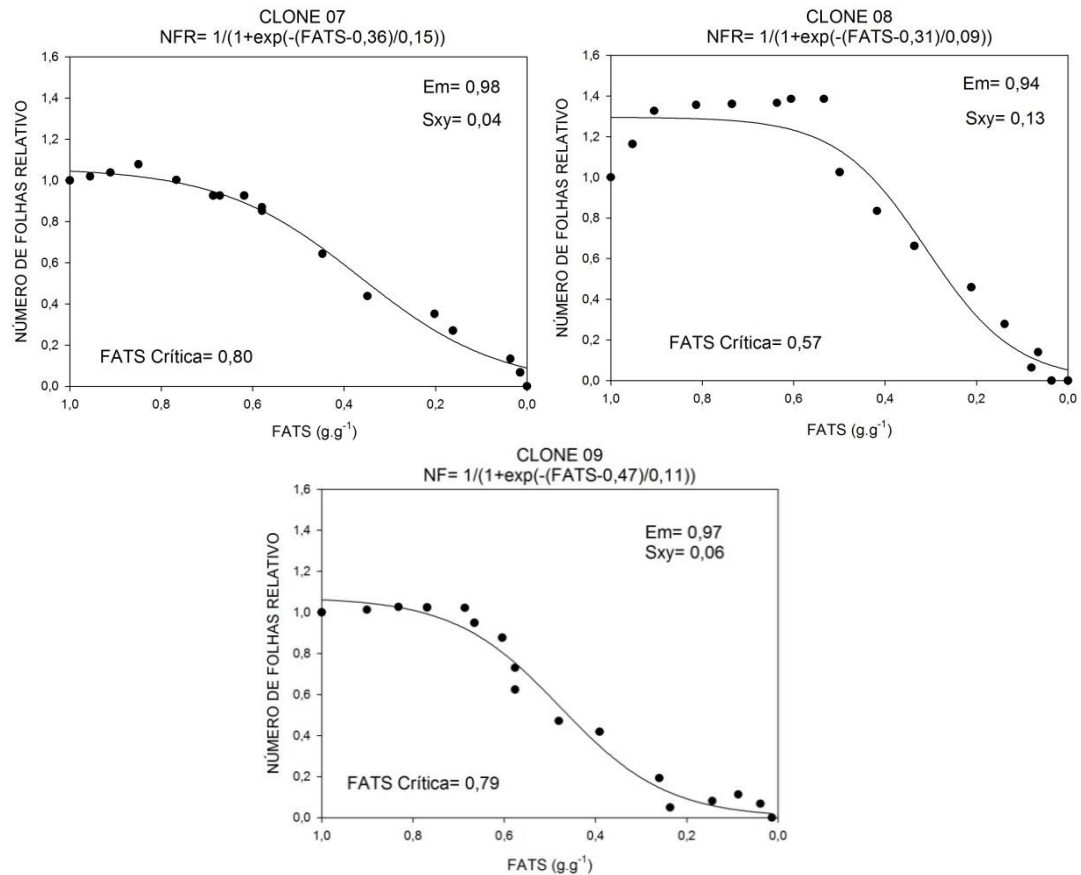 CLONE 07
NFR= 1/(1+exp(-(FATS-0,36)/0,15))
1,6
1,4
1,2
1,0
0,8
0,6
0,4
0,2
0,0
NÚMERO DE FOLHAS RELATIVO
Em= 0,98
Sxy= 0,04
FATS Crítica= 0,80
1,0 0,8 0,6 0,4 0,2 0,0
FATS (g.g⁻¹)
CLONE 08
NFR= 1/(1+exp(-(FATS-0,31)/0,09))
1,6
1,4
1,2
1,0
0,8
0,6
0,4
0,2
0,0
NÚMERO DE FOLHAS RELATIVO
Em= 0,94
Sxy= 0,13
FATS Crítica= 0,57
1,0 0,8 0,6 0,4 0,2 0,0
FATS (g.g⁻¹)
CLONE 09
NF= 1/(1+exp(-(FATS-0,47)/0,11))
1,6
1,4
1,2
1,0
0,8
0,6
0,4
0,2
0,0
NÚMERO DE FOLHAS RELATIVO
Em= 0,97
Sxy= 0,06
FATS Crítica= 0,79
1,0 0,8 0,6 0,4 0,2 0,0
FATS (g.g⁻¹)